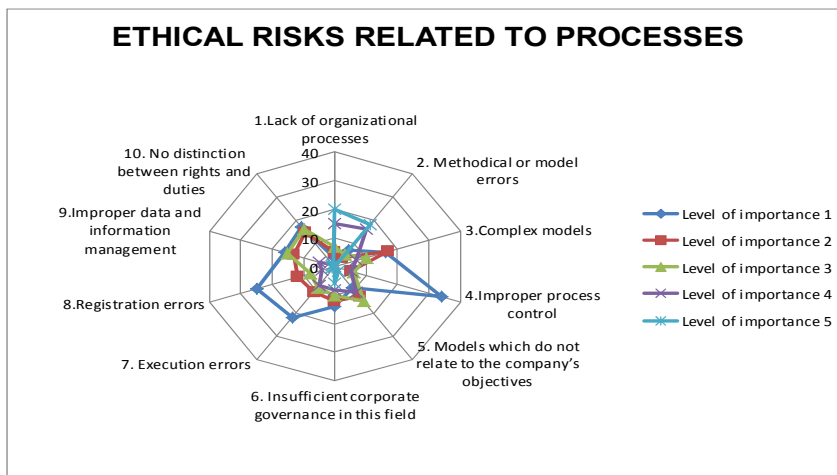 ETHICAL RISKS RELATED TO PROCESSES
1.Lack of organizational
processes
40
30
20
10
0
2. Methodical or model
errors
3.Complex models
4.Improper process
control
5. Models which do not
relate to the company's
objectives
6. Insufficient corporate
governance in this field
7. Execution errors
8.Registration errors
9.Improper data and
information
management
10. No distinction
between rights and
duties
Level of importance 1
Level of importance 2
Level of importance 3
Level of importance 4
Level of importance 5